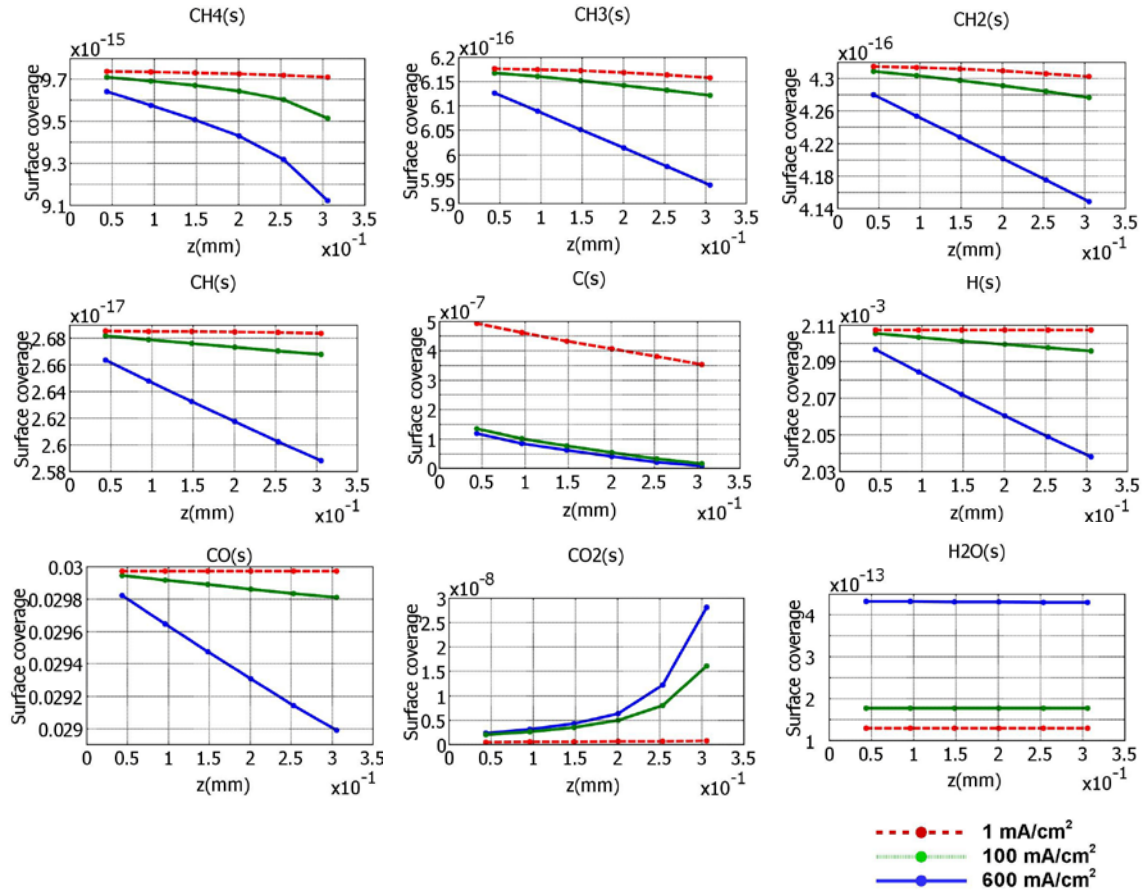 CH4(s)
x10^-15
Surface coverage
9.7
9.5
9.3
9.1
0 0.5 1 1.5 2 2.5 3 3.5
z(mm)
x10^-1
CH3(s)
x10^-16
Surface coverage
6.2
6.15
6.1
6.05
6
5.95
5.9
0 0.5 1 1.5 2 2.5 3 3.5
z(mm)
x10^-1
CH2(s)
x10^-16
Surface coverage
4.3
4.26
4.22
4.18
4.14
0 0.5 1 1.5 2 2.5 3 3.5
z(mm)
x10^-1
CH(s)
x10^-17
Surface coverage
2.68
2.66
2.64
2.62
2.6
2.58
0 0.5 1 1.5 2 2.5 3 3.5
z(mm)
x10^-1
C(s)
x10^-7
Surface coverage
5
4
3
2
1
0
0 0.5 1 1.5 2 2.5 3 3.5
z(mm)
x10^-1
H(s)
x10^-3
Surface coverage
2.11
2.09
2.07
2.05
2.03
0 0.5 1 1.5 2 2.5 3 3.5
z(mm)
x10^-1
CO(s)
Surface coverage
0.03
0.0298
0.0296
0.0294
0.0292
0.029
0 0.5 1 1.5 2 2.5 3 3.5
z(mm)
x10^-1
CO2(s)
x10^-8
Surface coverage
3
2.5
2
1.5
1
0.5
0
0 0.5 1 1.5 2 2.5 3 3.5
z(mm)
x10^-1
H2O(s)
x10^-13
Surface coverage
4
3
2
1
0 0.5 1 1.5 2 2.5 3 3.5
z(mm)
x10^-1
1 mA/cm²
100 mA/cm²
600 mA/cm²